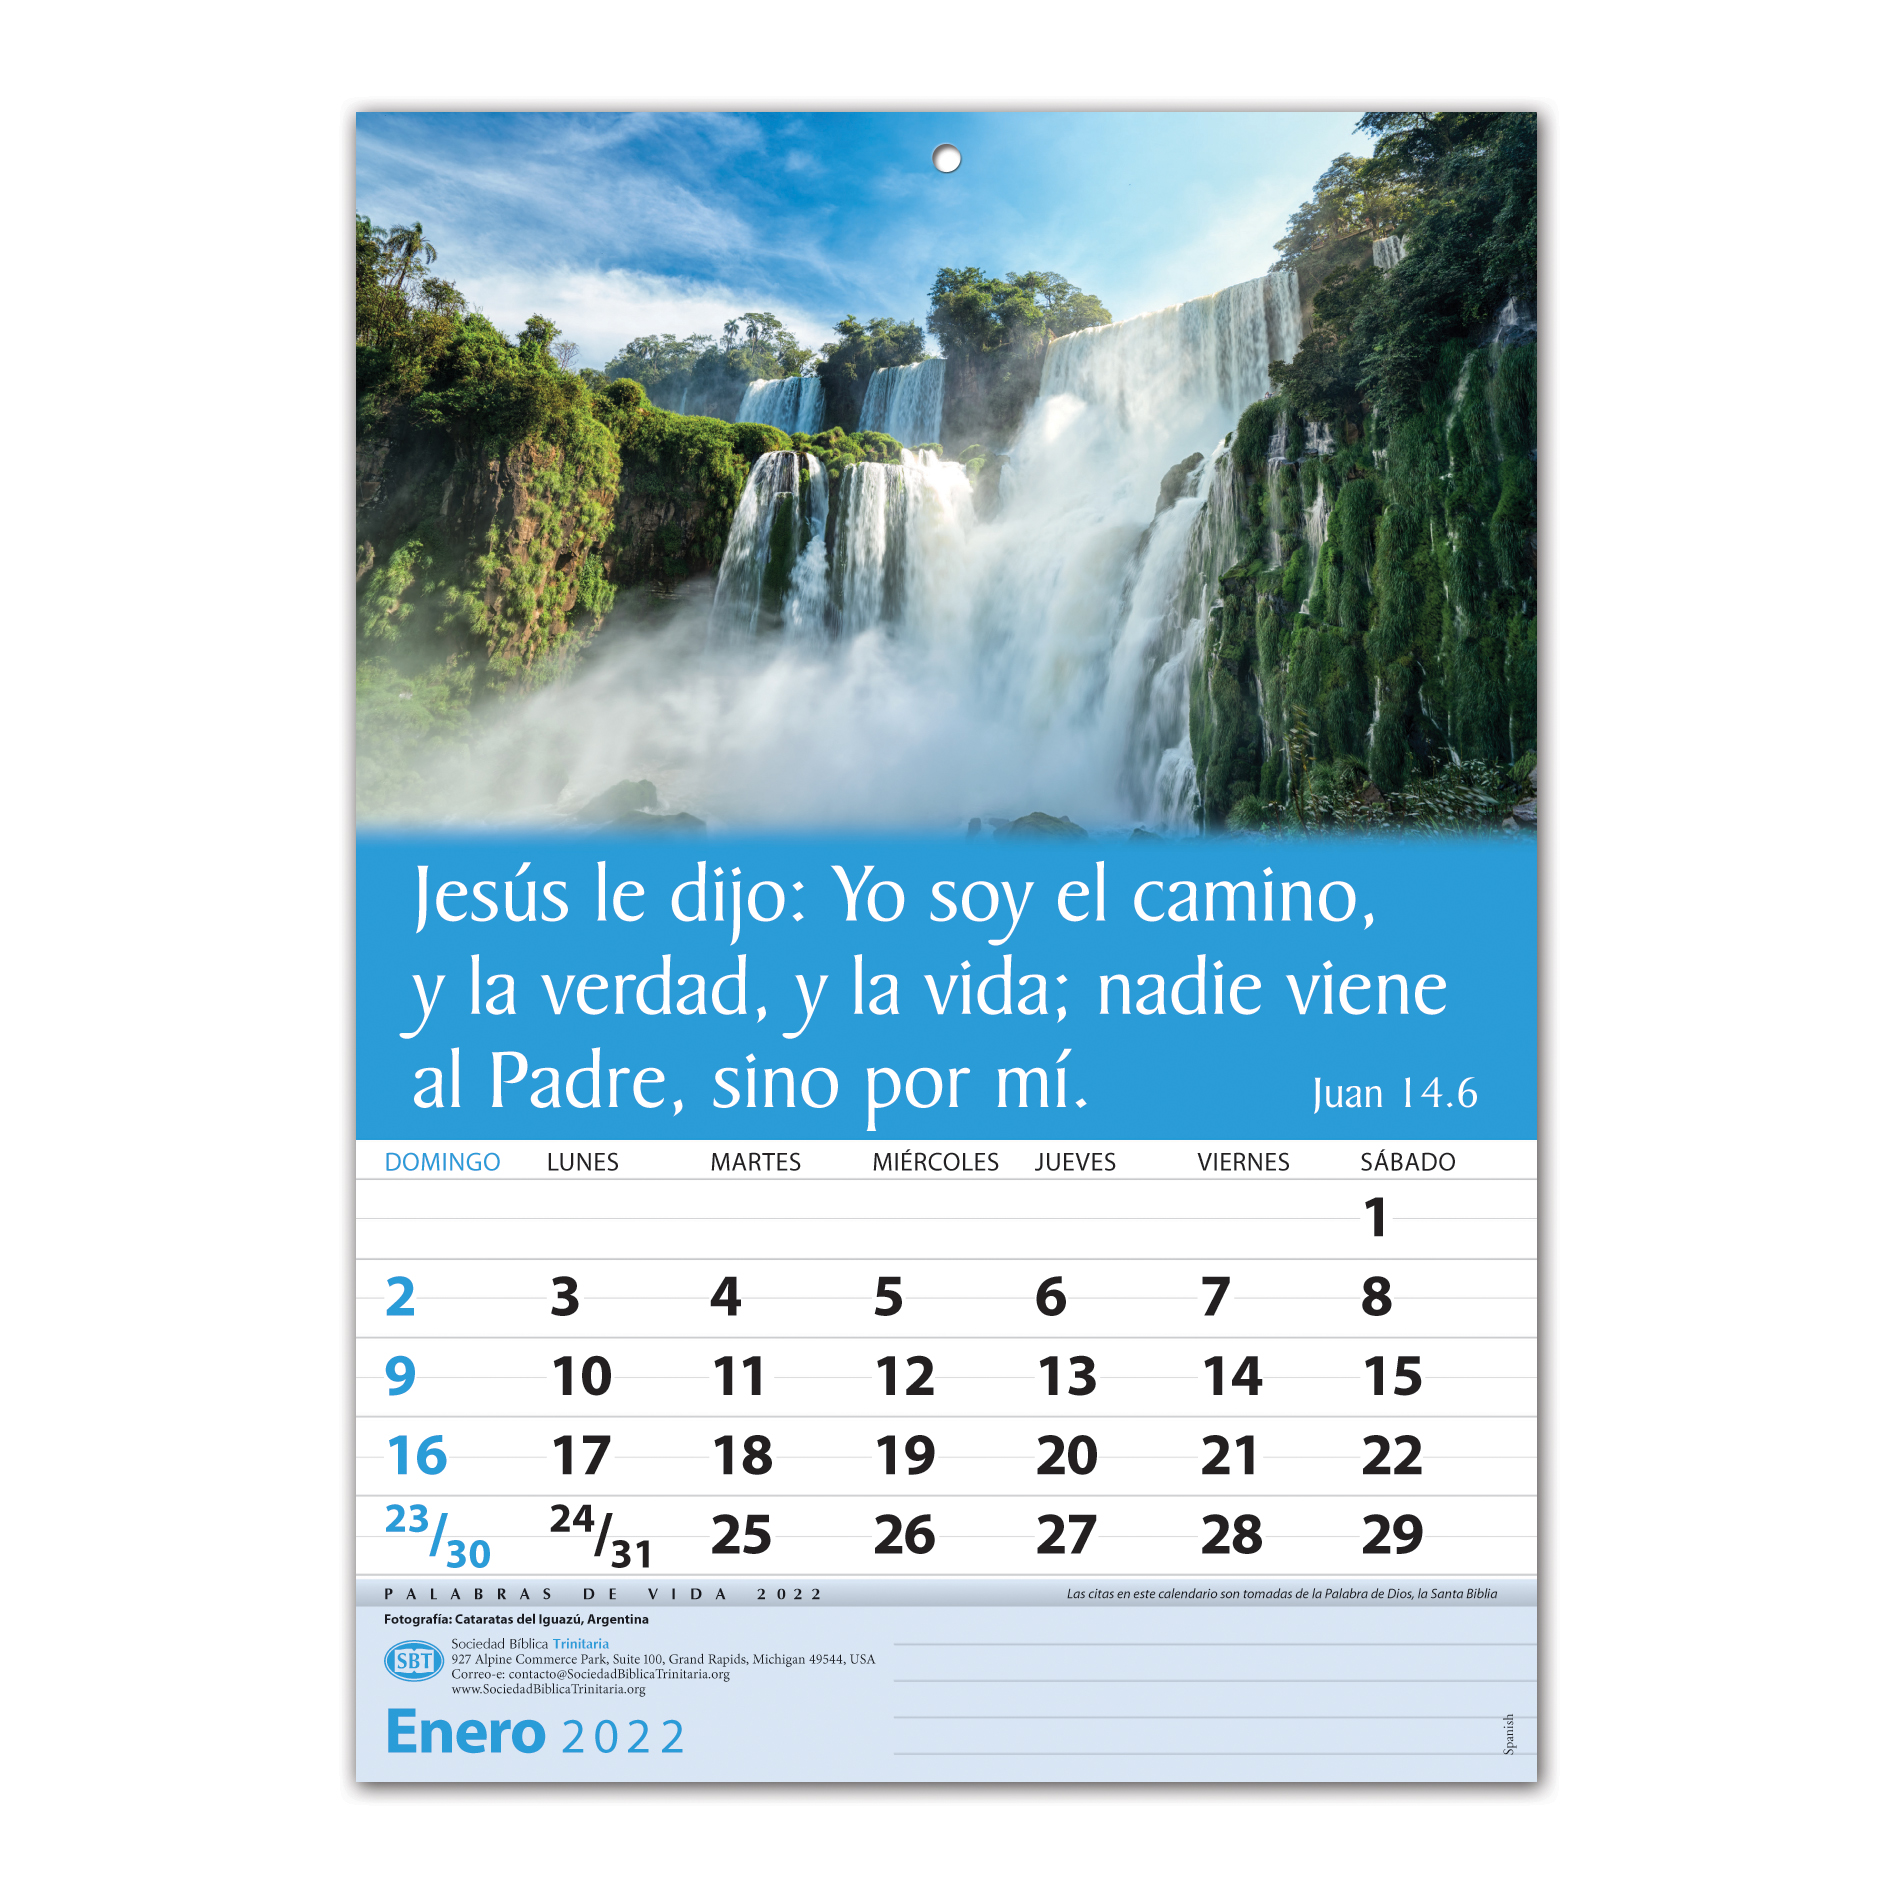 Jesús le dijo: Yo soy el camino,
y la verdad, y la vida; nadie viene
al Padre, sino por mí.
Juan 14.6
DOMINGO LUNES MARTES MIÉRCOLES JUEVES VIERNES SÁBADO
1
2 3 4 5 6 7 8
9 10 11 12 13 14 15
16 17 18 19 20 21 22
23/30 24/31 25 26 27 28 29
PALABRAS DE VIDA 2022
Las citas en este calendario son tomadas de la Palabra de Dios, la Santa Biblia
Fotografía: Cataratas del Iguazú, Argentina
SBT
Sociedad Bíblica Trinitaria
927 Alpine Commerce Park, Suite 100, Grand Rapids, Michigan 49544, USA
Correo-e: contacto@SociedadBiblicaTrinitaria.org
www.SociedadBiblicaTrinitaria.org
Enero 2022
Spanish